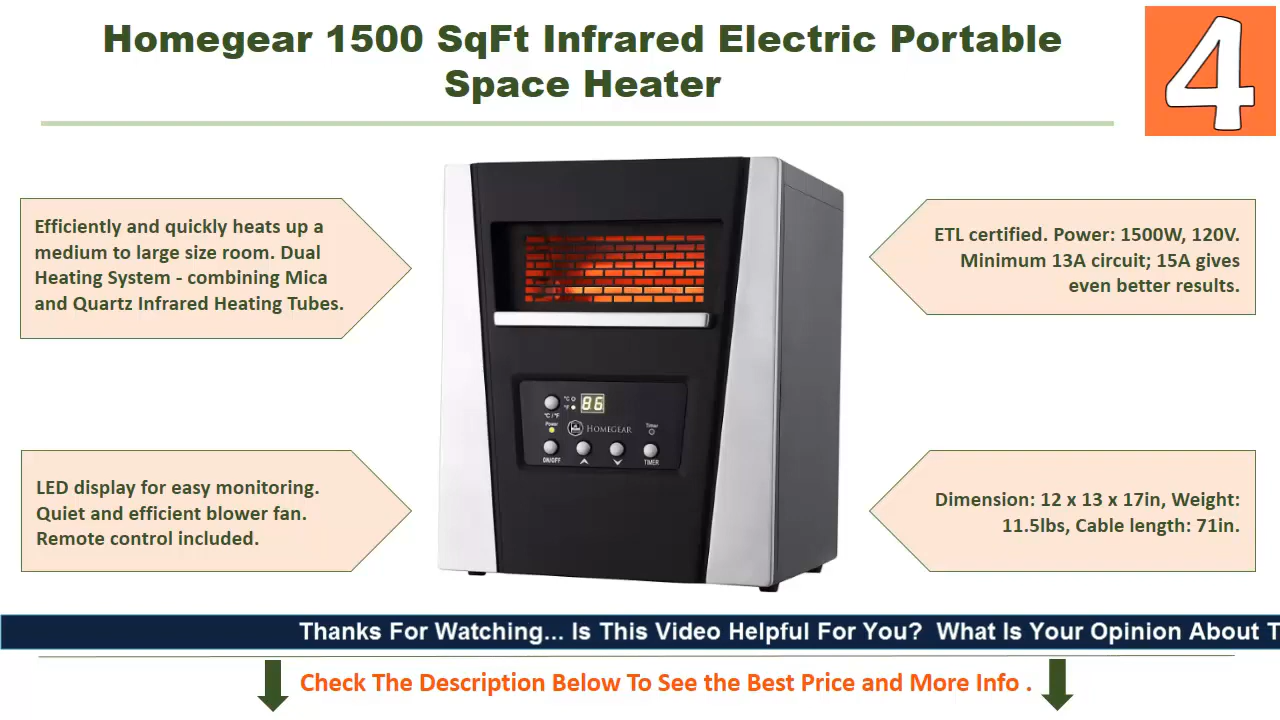 Homegear 1500 SqFt Infrared Electric Portable
Space Heater
4
Efficiently and quickly heats up a
medium to large size room. Dual
Heating System - combining Mica
and Quartz Infrared Heating Tubes.
ETL certified. Power: 1500W, 120V.
Minimum 13A circuit; 15A gives
even better results.
°C
°F
86
°C / °F
Power
HOMEGEAR
Timer
ON/OFF
TIMER
LED display for easy monitoring.
Quiet and efficient blower fan.
Remote control included.
Dimension: 12 x 13 x 17in, Weight:
11.5lbs, Cable length: 71in.
Thanks For Watching... Is This Video Helpful For You?  What Is Your Opinion About T
Check The Description Below To See the Best Price and More Info .